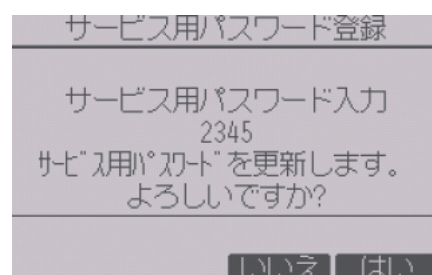 サービス用パスワード登録
サービス用パスワード入力
2345
ｻｰﾋﾞｽ用ﾊﾟｽﾜｰﾄﾞを更新します。
よろしいですか?
いいえ はい